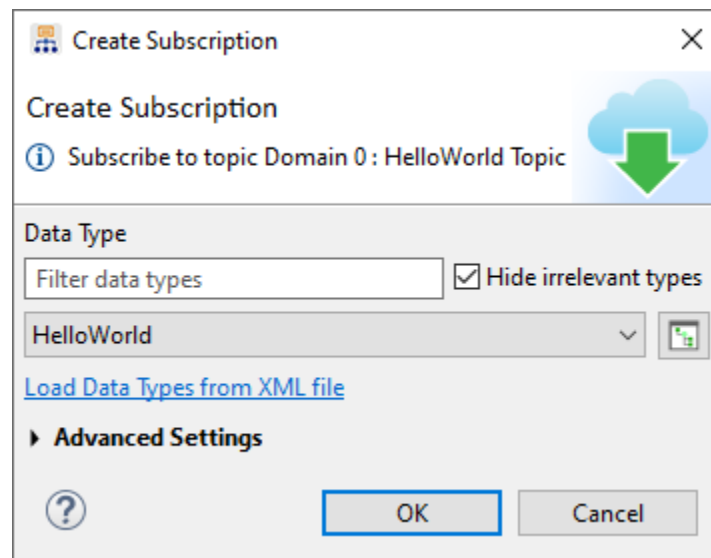 Create Subscription
Create Subscription
Subscribe to topic Domain 0 : HelloWorld Topic
Data Type
Filter data types
Hide irrelevant types
HelloWorld
Load Data Types from XML file
Advanced Settings
OK
Cancel